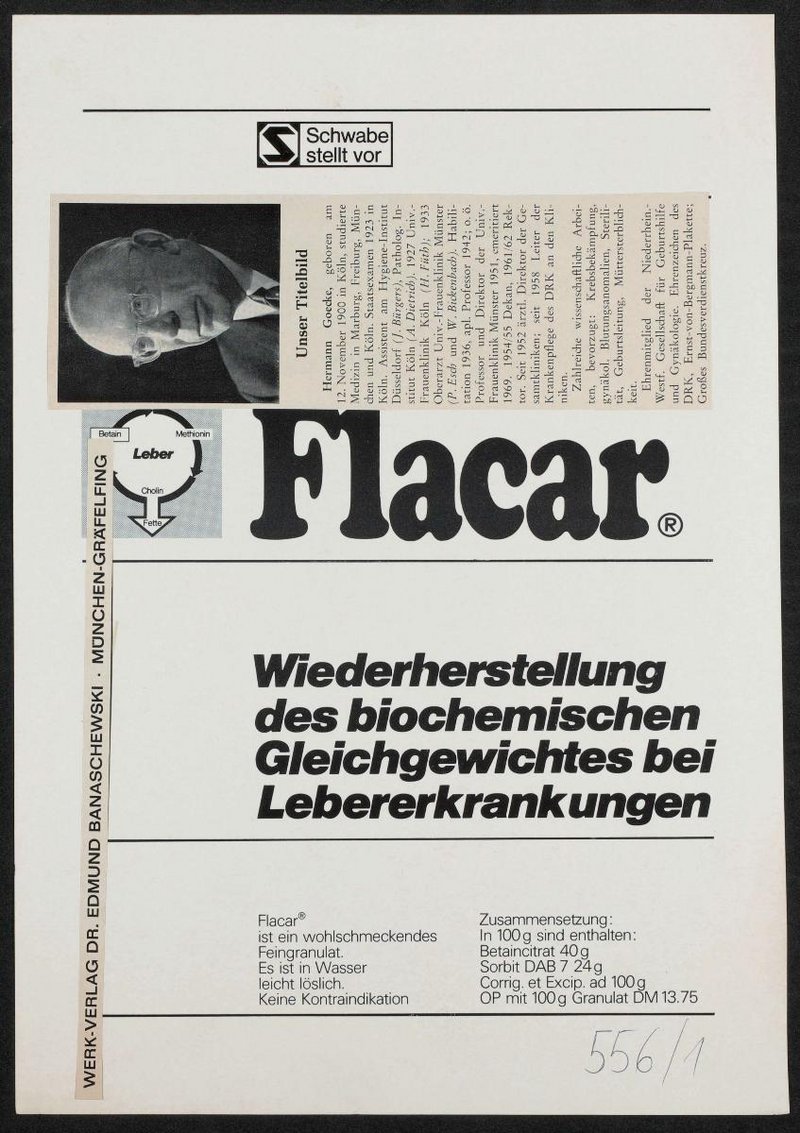 Schwabe
stellt vor
Unser Titelbild
Hermann Goecke, geboren am
12. November 1900 in Köln, studierte
Medizin in Marburg, Freiburg, Mün-
chen und Köln. Staatsexamen 1923 in
Köln. Assistent am Hygiene-Institut
Düsseldorf (J. Bürgers), Patholog. In-
stitut Köln (A. Dietrich). 1927 Univ.-
Frauenklinik Köln (H. Füth); 1933
Oberarzt Univ.-Frauenklinik Münster
(P. Esch und W. Bickenbach). Habili-
tation 1936, apl. Professor 1942; o. ö.
Professor und Direktor der Univ.-
Frauenklinik Münster 1951, emeritiert
1969. 1954/55 Dekan, 1961/62 Rek-
tor. Seit 1952 ärztl. Direktor der Ge-
samtkliniken; seit 1958 Leiter der
Krankenpflege des DRK an den Kli-
niken.
Zahlreiche wissenschaftliche Arbei-
ten, bevorzugt: Krebsbekämpfung,
gynäkol. Blutungsanomalien, Sterili-
tät, Geburtsleitung, Müttersterblich-
keit.
Ehrenmitglied der Niederrhein.-
Westf. Gesellschaft für Geburtshilfe
und Gynäkologie, Ehrenzeichen des
DRK, Ernst-von-Bergmann-Plakette;
Großes Bundesverdienstkreuz.
Betain
Methionin
Leber
Cholin
Fette
Flacar®
WERK-VERLAG DR. EDMUND BANASCHEWSKI · MÜNCHEN-GRÄFELFING
Wiederherstellung
des biochemischen
Gleichgewichtes bei
Lebererkrankungen
Flacar®
ist ein wohlschmeckendes
Feingranulat.
Es ist in Wasser
leicht löslich.
Keine Kontraindikation
Zusammensetzung:
In 100g sind enthalten:
Betaincitrat 40g
Sorbit DAB 7 24g
Corrig. et Excip. ad 100g
OP mit 100g Granulat DM 13.75
556/1